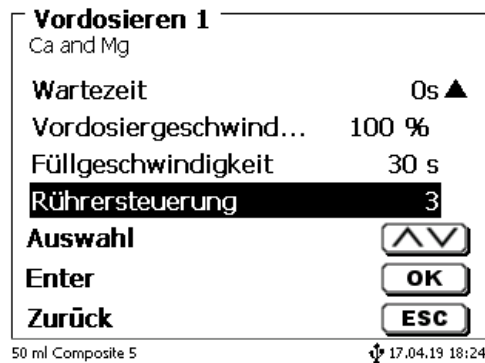 Vordosieren 1
Ca and Mg
Wartezeit 0s
Vordosiergeschwind... 100 %
Füllgeschwindigkeit 30 s
Rührersteuerung 3
Auswahl
Enter OK
Zurück ESC
50 ml Composite 5 17.04.19 18:24